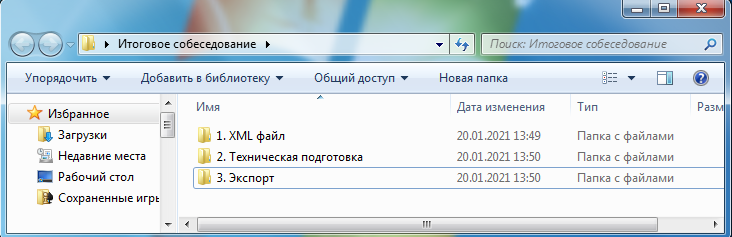 Итоговое собеседование
Поиск: Итоговое собеседование
Упорядочить Добавить в библиотеку Общий доступ Новая папка
Избранное
Загрузки
Недавние места
Рабочий стол
Сохраненные игры
Имя Дата изменения Тип Разм
1. XML файл 20.01.2021 13:49 Папка с файлами
2. Техническая подготовка 20.01.2021 13:50 Папка с файлами
3. Экспорт 20.01.2021 13:50 Папка с файлами